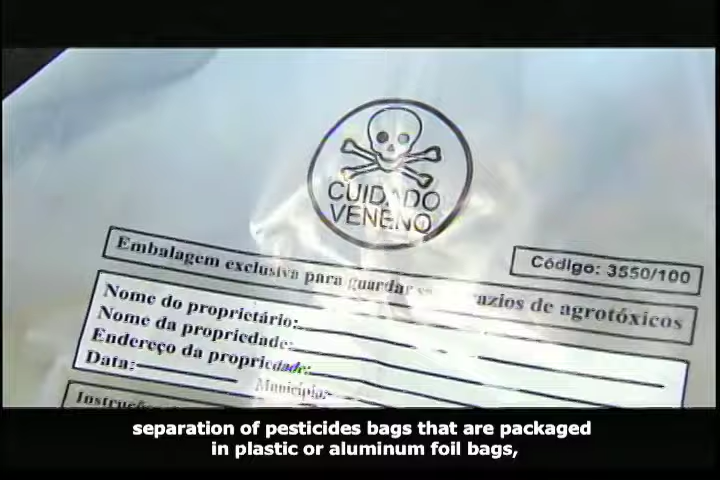 CUIDADO
VENENO
Código: 3550/100
Embalagem exclusiva para guardar azios de agrotóxicos
Nome do proprietário:
Nome da propriedade:
Endereço da propriedade:
Data: Município:
separation of pesticides bags that are packaged
in plastic or aluminum foil bags,